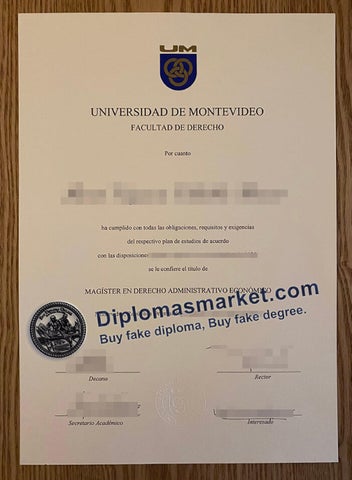 UM
UNIVERSIDAD DE MONTEVIDEO
FACULTAD DE DERECHO
Por cuanto
ha cumplido con todas las obligaciones, requisitos y exigencias
del respectivo plan de estudios de acuerdo
con las disposiciones
se le confiere el título de
MAGÍSTER EN DERECHO ADMINISTRATIVO ECONÓMICO
Diplomasmarket.com
Buy fake diploma, Buy fake degree.
Decano
Rector
Secretario Académico
Interesado